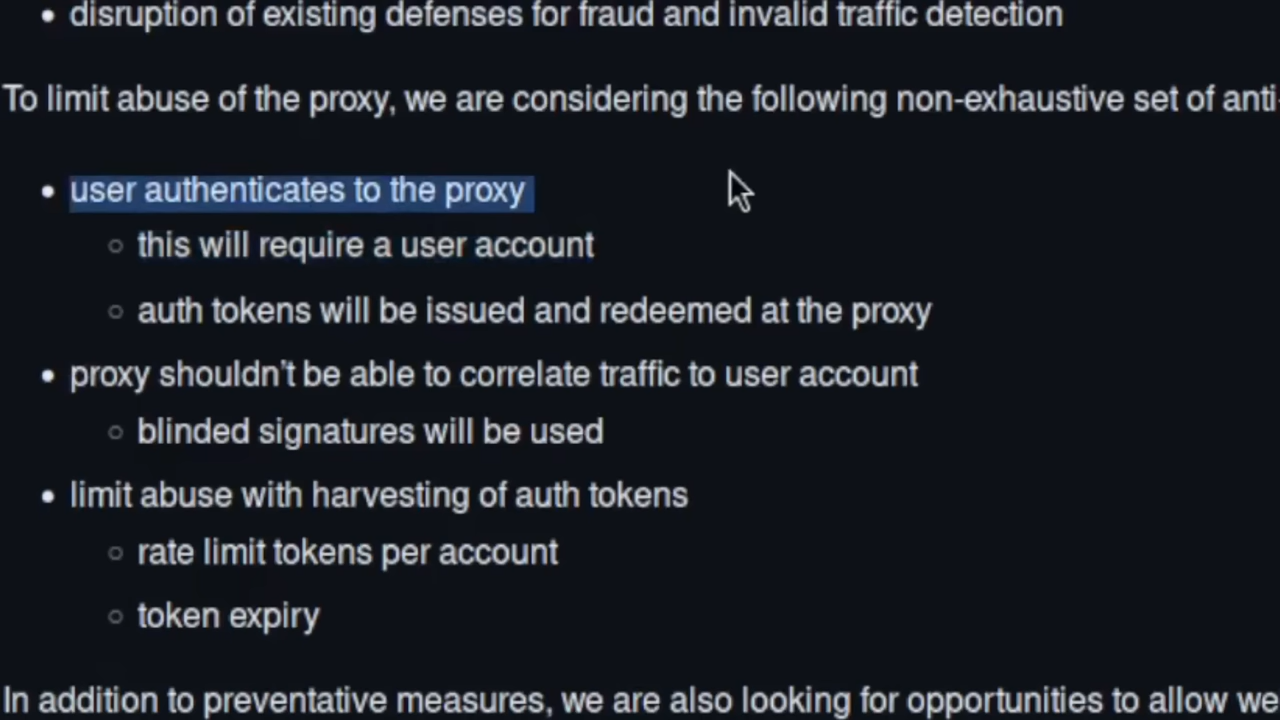 • disruption of existing defenses for fraud and invalid traffic detection
To limit abuse of the proxy, we are considering the following non-exhaustive set of anti-
• user authenticates to the proxy
○ this will require a user account
○ auth tokens will be issued and redeemed at the proxy
• proxy shouldn't be able to correlate traffic to user account
○ blinded signatures will be used
• limit abuse with harvesting of auth tokens
○ rate limit tokens per account
○ token expiry
In addition to preventative measures, we are also looking for opportunities to allow we